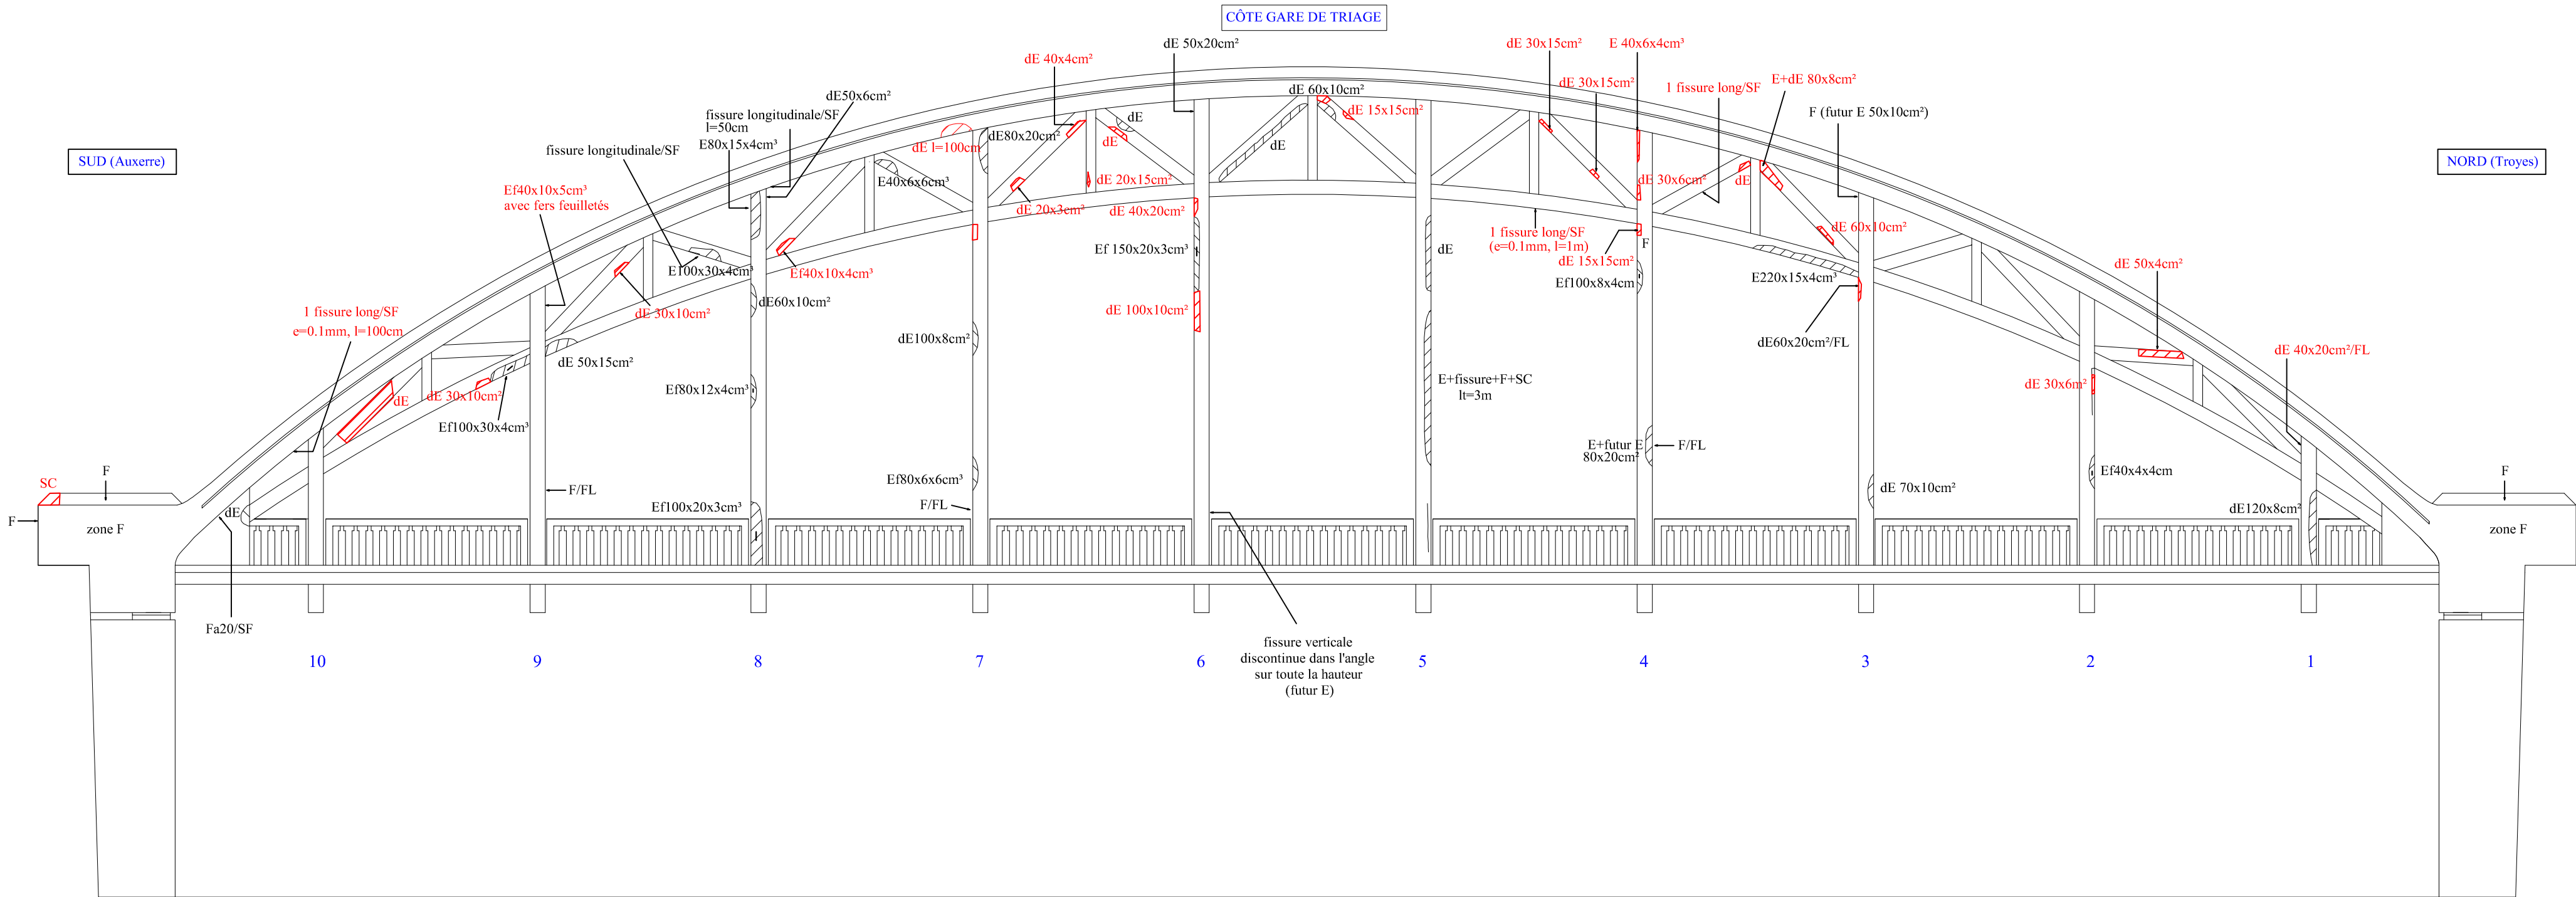 CÔTE GARE DE TRIAGE
SUD (Auxerre)
NORD (Troyes)
dE 50x20cm²
dE 40x4cm²
dE 30x15cm²
E 40x6x4cm³
dE 30x15cm²
1 fissure long/SF
E+dE 80x8cm²
F (futur E 50x10cm²)
dE50x6cm²
fissure longitudinale/SF
l=50cm
E80x15x4cm³
fissure longitudinale/SF
Ef40x10x5cm³
avec fers feuilletés
dE 60x10cm²
dE 15x15cm²
dE80x20cm²
dE l=100cm
dE
dE
dE
E40x6x6cm³
dE 20x15cm²
dE 20x3cm²
dE 40x20cm²
dE 30x6cm²
dE
dE 60x10cm²
1 fissure long/SF
(e=0.1mm, l=1m)
dE 15x15cm²
F
E100x30x4cm³
Ef40x10x4cm³
Ef 150x20x3cm³
dE
Ef100x8x4cm
E220x15x4cm³
dE 50x4cm²
1 fissure long/SF
e=0.1mm, l=100cm
dE 30x10cm²
dE60x10cm²
dE 100x10cm²
dE100x8cm²
dE60x20cm²/FL
dE 40x20cm²/FL
dE 50x15cm²
dE
dE 30x10cm²
Ef80x12x4cm³
E+fissure+F+SC
lt=3m
dE 30x6m²
Ef100x30x4cm³
E+futur E
80x20cm²
F/FL
Ef40x4x4cm
SC
F
F
zone F
dE
F/FL
Ef80x6x6cm³
F/FL
Ef100x20x3cm³
dE 70x10cm²
dE120x8cm²
F
zone F
Fa20/SF
fissure verticale
discontinue dans l'angle
sur toute la hauteur
(futur E)
10
9
8
7
6
5
4
3
2
1